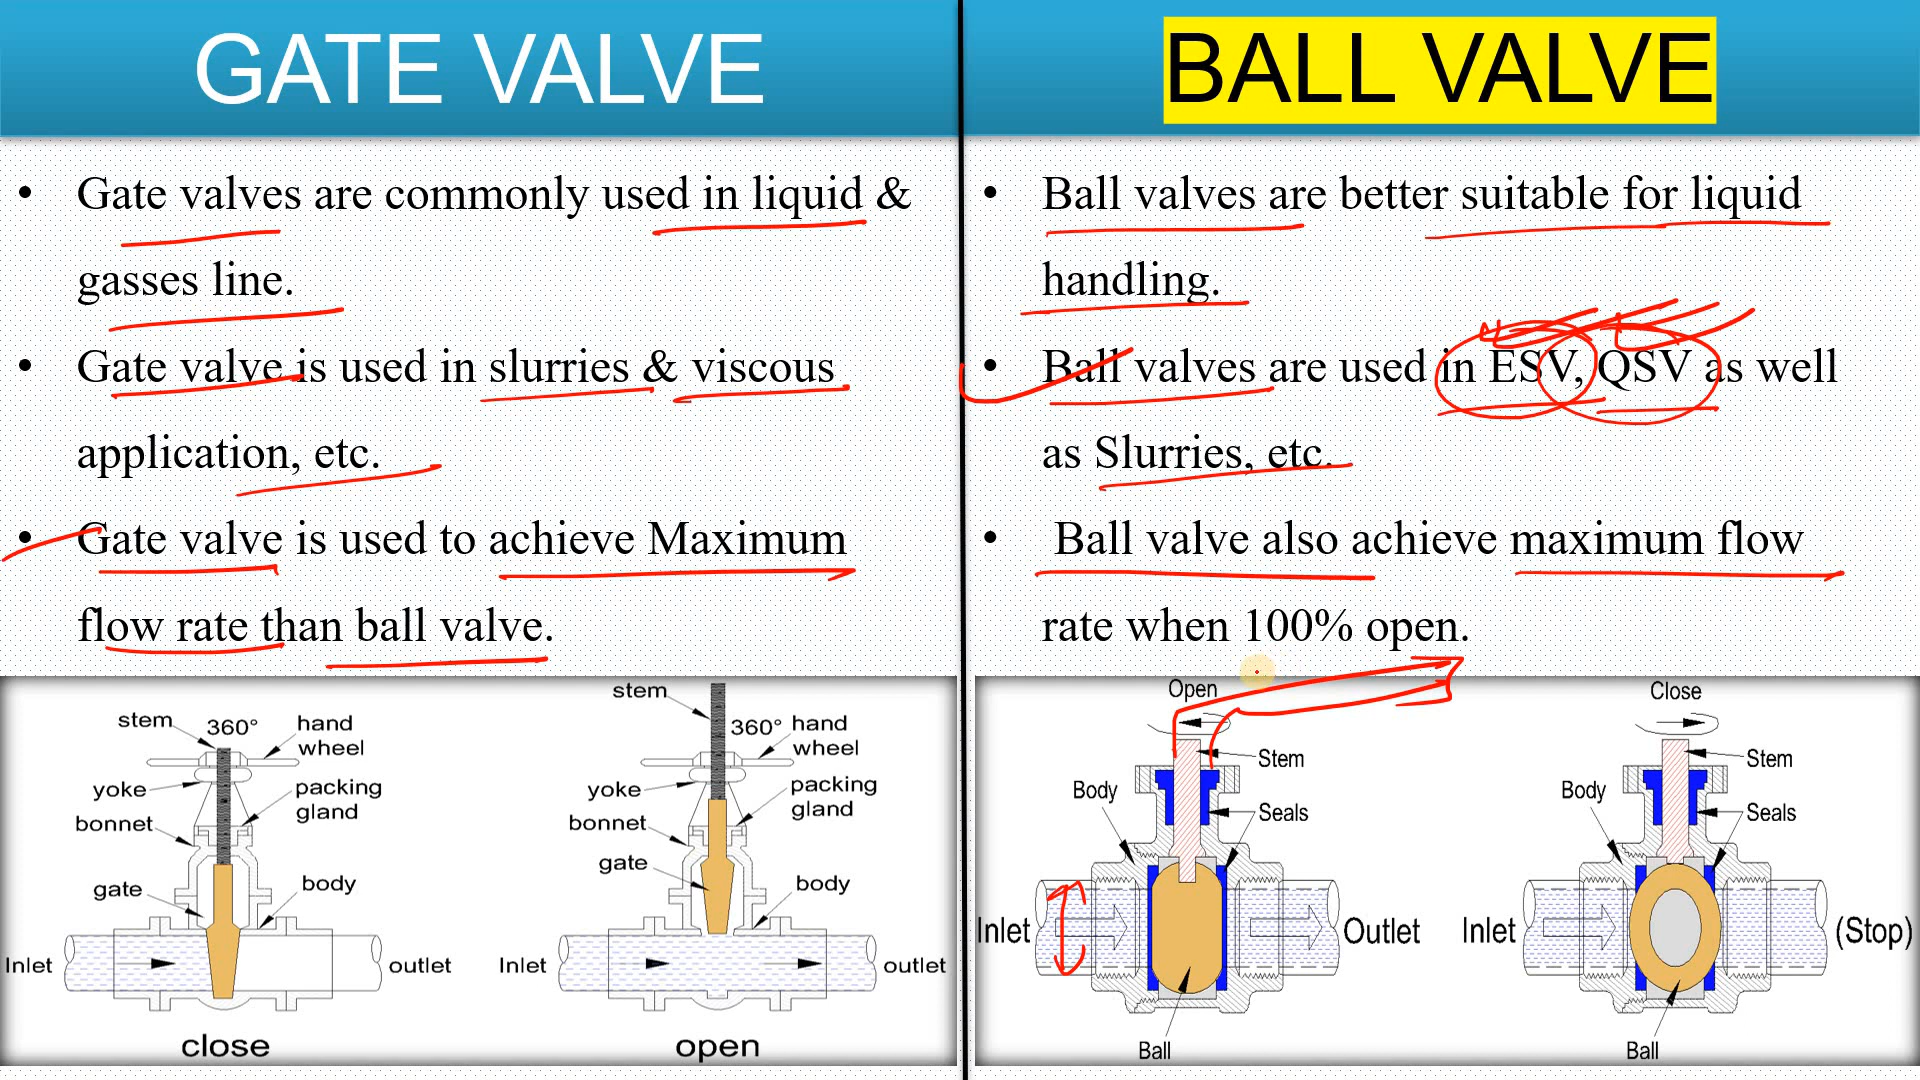 GATE VALVE
• Gate valves are commonly used in liquid &
gasses line.
• Gate valve is used in slurries & viscous
application, etc.
• Gate valve is used to achieve Maximum
flow rate than ball valve.
BALL VALVE
• Ball valves are better suitable for liquid
handling.
• Ball valves are used in ESV, QSV as well
as Slurries, etc.
• Ball valve also achieve maximum flow
rate when 100% open.
stem
360°
hand
wheel
yoke
packing
gland
bonnet
gate
body
Inlet
outlet
close
stem
360°
hand
wheel
yoke
packing
gland
bonnet
gate
body
Inlet
outlet
open
Open
Stem
Body
Seals
Inlet
Outlet
Ball
Close
Stem
Body
Seals
Inlet
(Stop)
Ball